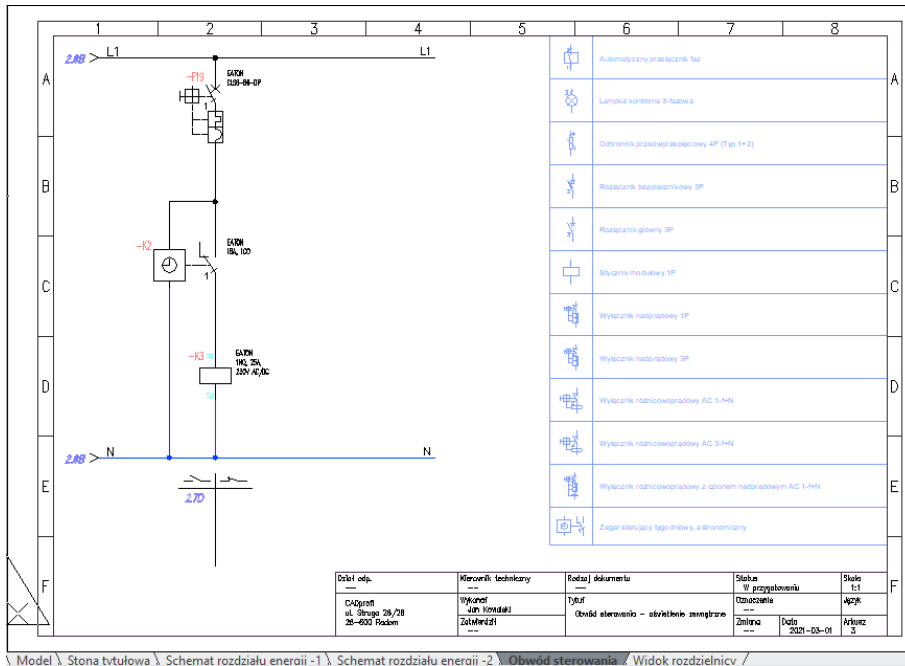 1 2 3 4 5 6 7 8
A
B
C
D
E
F
A
B
C
D
E
F
2.8B L1 L1
-F19
EATON
1
-K2
EATON
16A, 1CO
1
-K3
EATON
1NO, 25A,
230V AC/DC
2.8B N N
2.7D
Automatyczny przełącznik faz
Lampka kontrolna 3-fazowa
Ochronnik przedwprzepięciowy 4P (Typ 1+2)
Rozłącznik bezpiecznikowy 3P
Rozłącznik główny 3P
Stycznik modułowy 1P
Wyłącznik nadprądowy 1P
Wyłącznik nadprądowy 3P
Wyłącznik różnicowoprądowy AC 1-f+N
Wyłącznik różnicowoprądowy AC 3-f+N
Wyłącznik różnicowoprądowy z członem nadprądowym AC 1-f+N
Zegar sterujący tygodniowy, astronomiczny
Dział odp.
---
CADprofi
ul. Struga 26/28
26-600 Radom
Kierownik techniczny
---
Wykonał
Jan Kowalski
Zatwierdził
---
Rodzaj dokumentu
---
Tytuł
Obwód sterowania - oświetlenie zewnętrzne
Status
W przygotowaniu
Skala
1:1
Oznaczenie
---
Język
Zmiana
---
Data
2021-03-01
Arkusz
3
Model
Stona tytułowa
Schemat rozdziału energii -1
Schemat rozdziału energii -2
Obwód sterowania
Widok rozdzielnicy